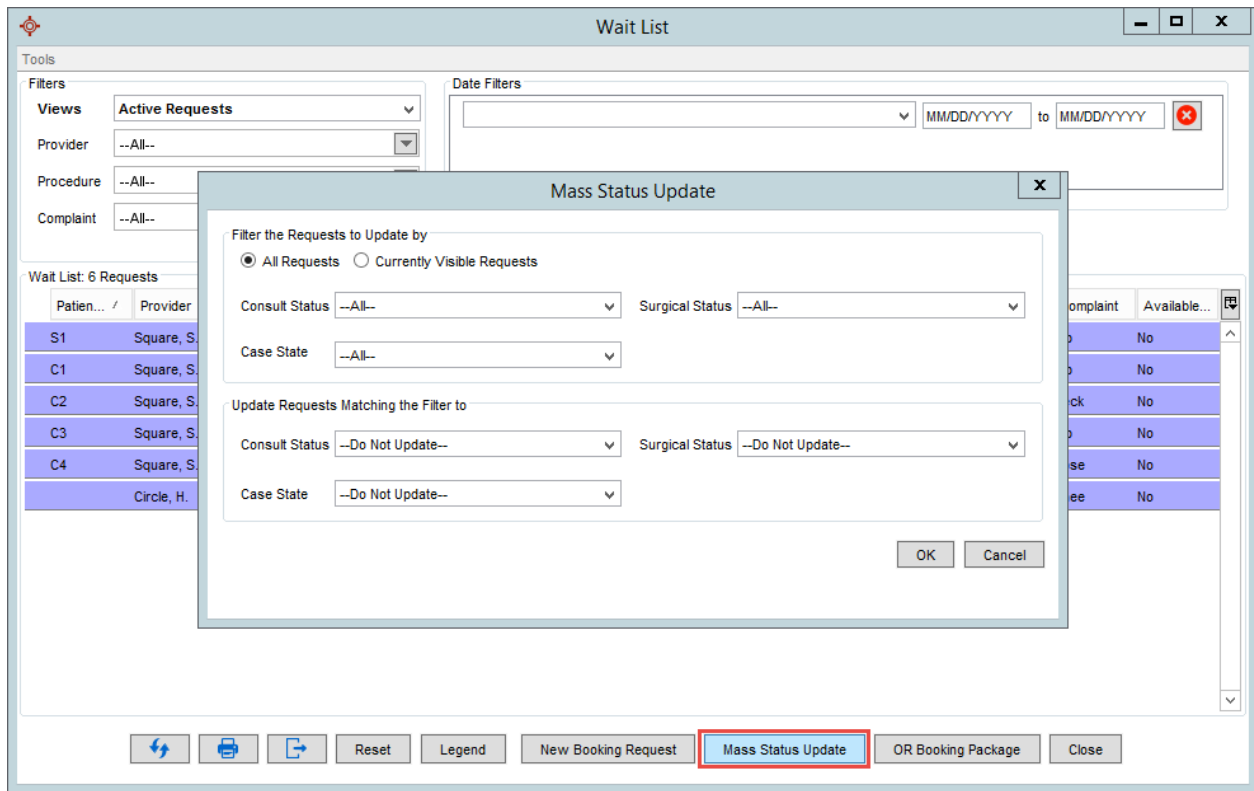 Wait List
Tools
Filters
Date Filters
Views Active Requests
MM/DD/YYYY to MM/DD/YYYY
Provider --All--
Procedure --All--
Complaint --All--
Mass Status Update
Filter the Requests to Update by
All Requests Currently Visible Requests
Consult Status --All-- Surgical Status --All--
Case State --All--
Update Requests Matching the Filter to
Consult Status --Do Not Update-- Surgical Status --Do Not Update--
Case State --Do Not Update--
OK Cancel
Wait List: 6 Requests
Patien... Provider omplaint Available...
S1 Square, S. No
C1 Square, S. No
C2 Square, S. ck No
C3 Square, S. No
C4 Square, S. se No
Circle, H. ee No
Reset Legend New Booking Request Mass Status Update OR Booking Package Close